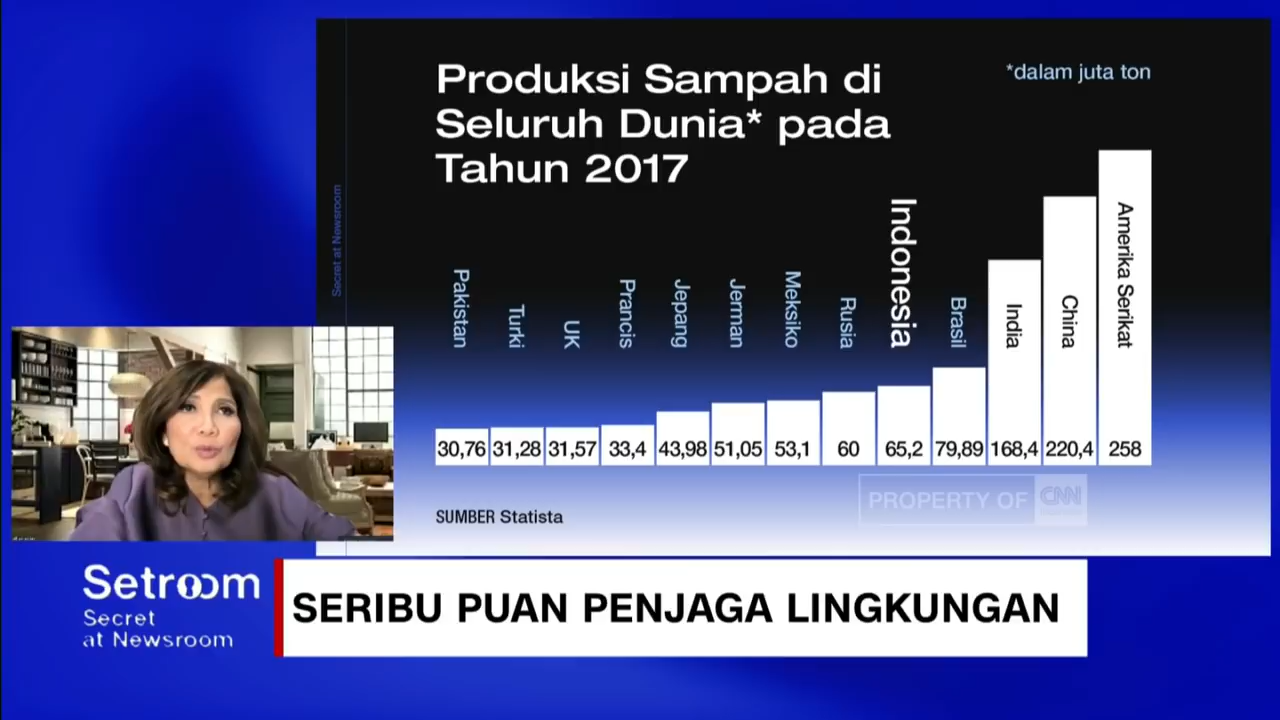 Produksi Sampah di
Seluruh Dunia* pada
Tahun 2017
*dalam juta ton
Secret at Newsroom
Pakistan
Turki
UK
Prancis
Jepang
Jerman
Meksiko
Rusia
Indonesia
Brasil
India
China
Amerika Serikat
30,76 31,28 31,57 33,4 43,98 51,05 53,1 60 65,2 79,89 168,4 220,4 258
PROPERTY OF CNN
SUMBER Statista
Setroom
Secret
at Newsroom
SERIBU PUAN PENJAGA LINGKUNGAN